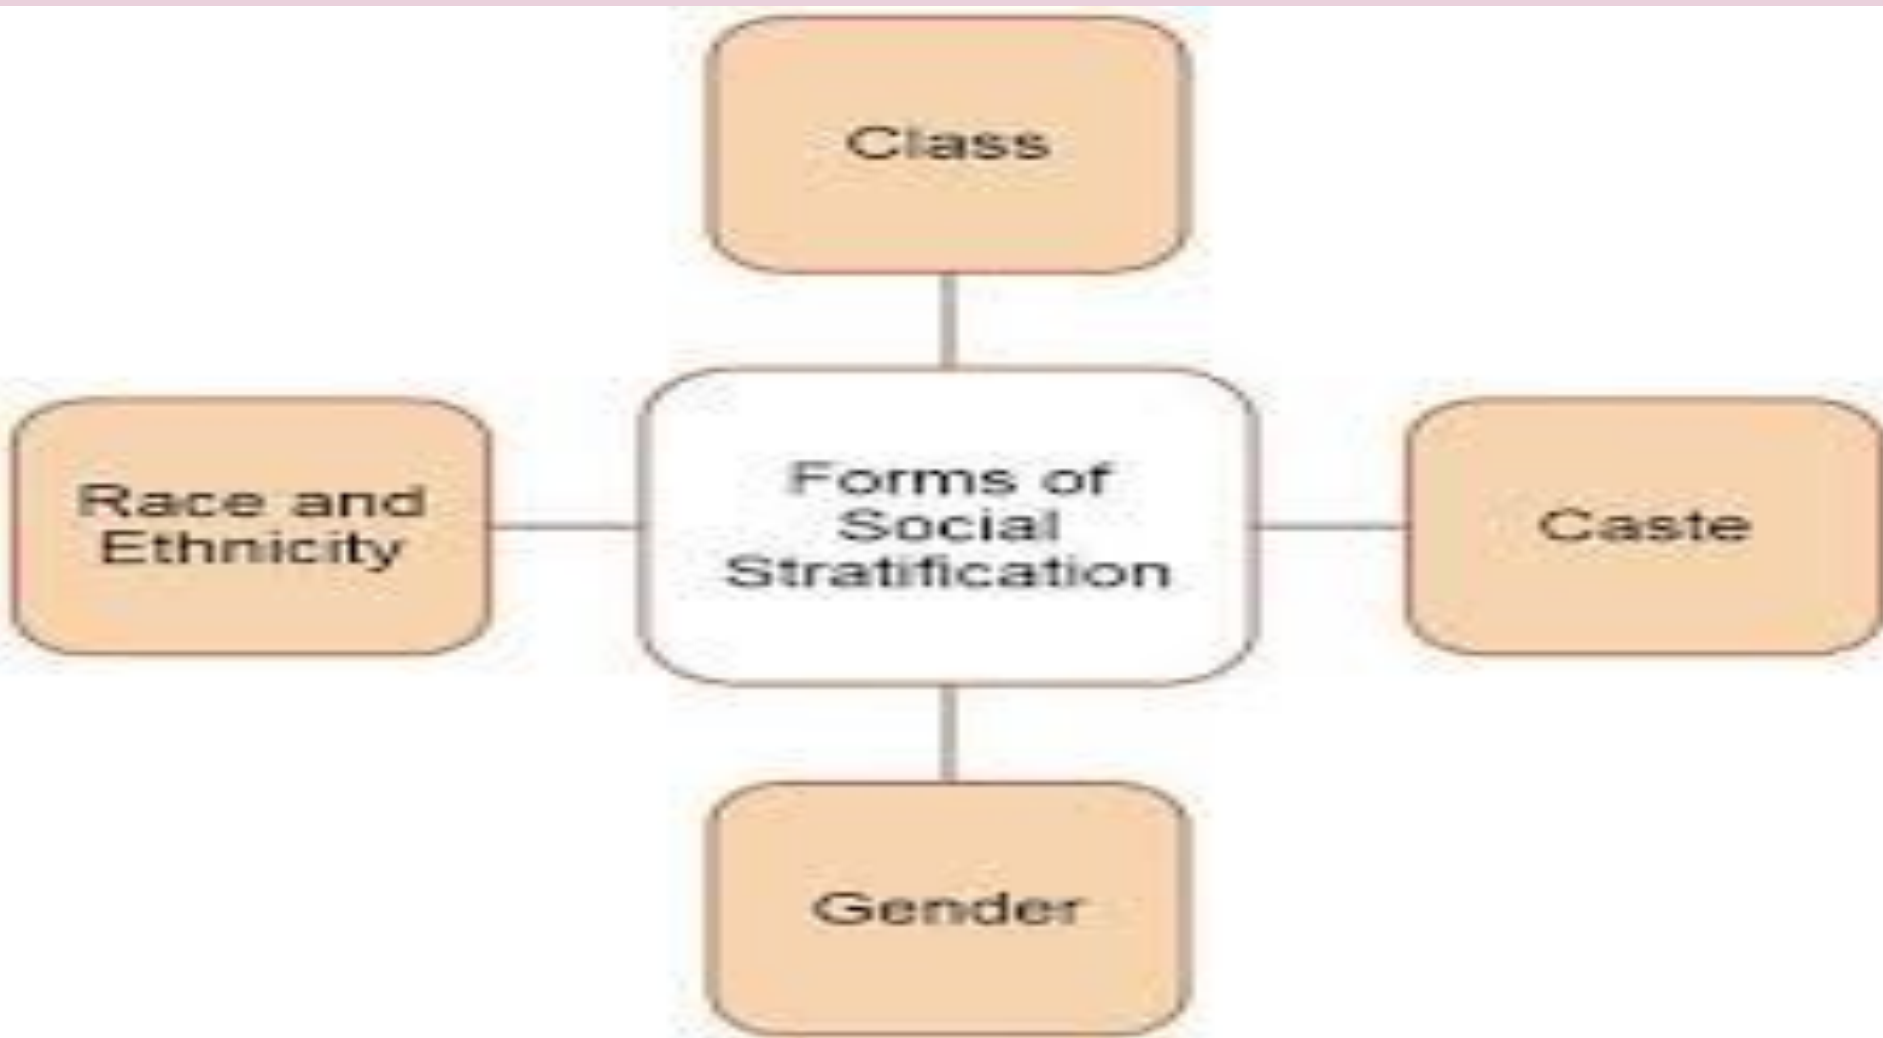 Class
Race and
Ethnicity
Forms of
Social
Stratification
Caste
Gender